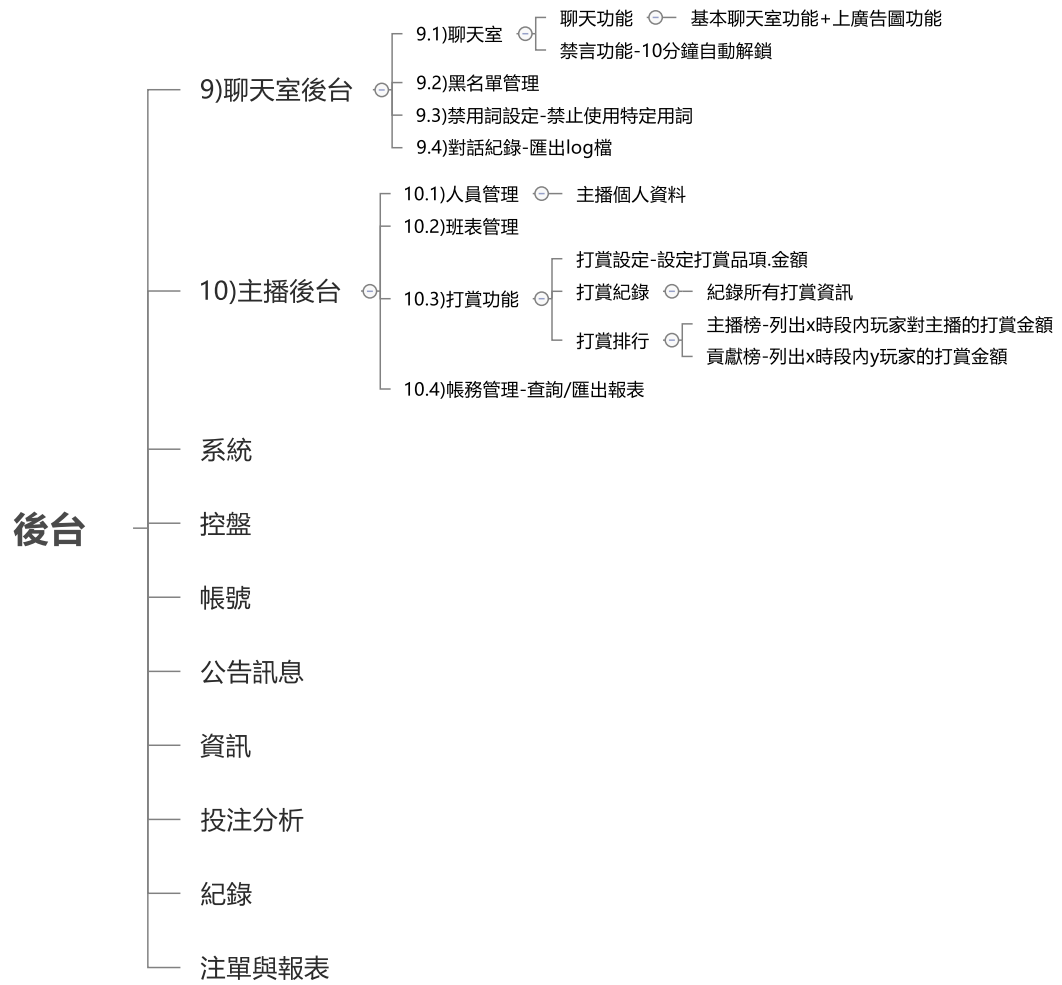 後台
9)聊天室後台
9.1)聊天室
聊天功能
基本聊天室功能+上廣告圖功能
禁言功能-10分鐘自動解鎖
9.2)黑名單管理
9.3)禁用詞設定-禁止使用特定用詞
9.4)對話紀錄-匯出log檔
10)主播後台
10.1)人員管理
主播個人資料
10.2)班表管理
10.3)打賞功能
打賞設定-設定打賞品項.金額
打賞紀錄
紀錄所有打賞資訊
打賞排行
主播榜-列出x時段内玩家對主播的打賞金額
貢獻榜-列出x時段內y玩家的打賞金額
10.4)帳務管理-查詢/匯出報表
系統
控盤
帳號
公告訊息
資訊
投注分析
紀錄
注單與報表